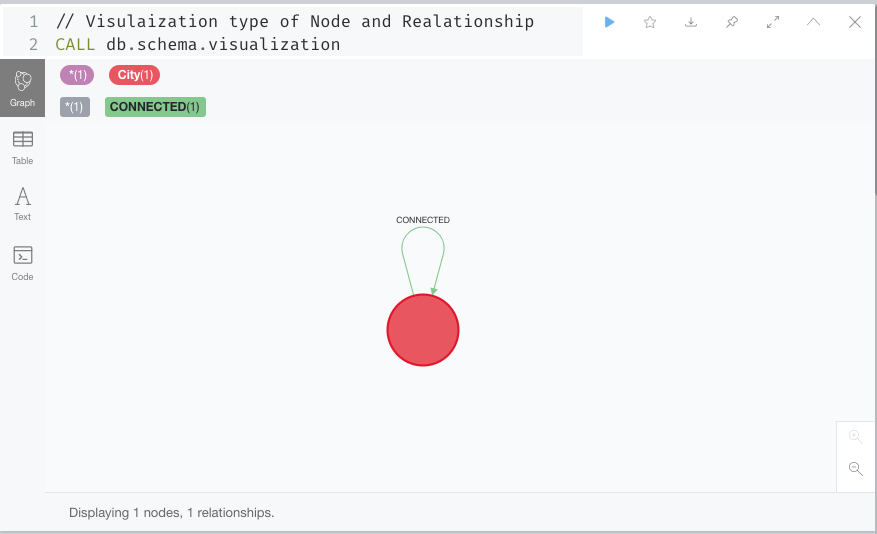 1 // Visulaization type of Node and Realationship
2 CALL db.schema.visualization
*(1) City(1)
*(1) CONNECTED(1)
Graph
Table
A
Text
Code
CONNECTED
Displaying 1 nodes, 1 relationships.